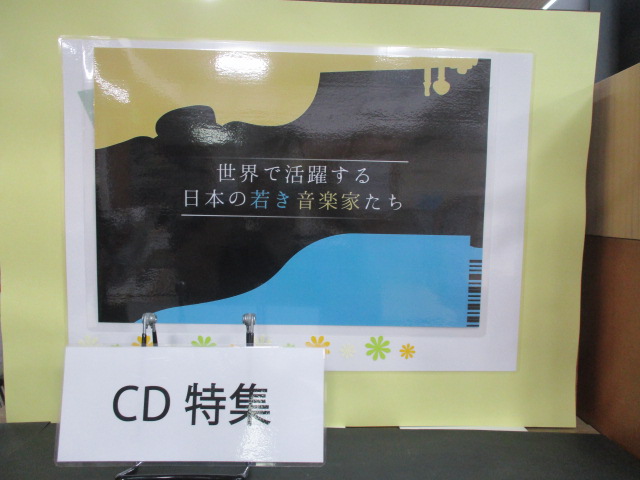 世界で活躍する
日本の若き音楽家たち
CD 特集